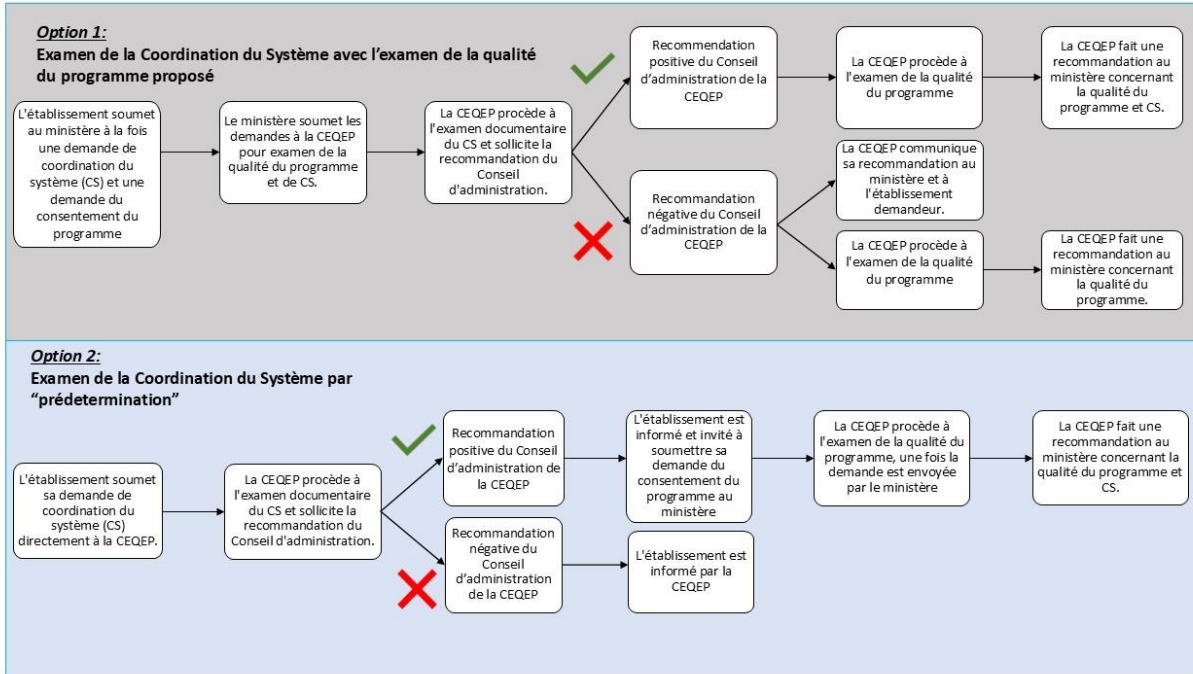 Option 1:
Examen de la Coordination du Système avec l’examen de la qualité
du programme proposé
L'établissement soumet
au ministère à la fois
une demande de
coordination du
système (CS) et une
demande du
consentement du
programme
Le ministère soumet les
demandes à la CEQEP
pour examen de la
qualité du programme
et de CS.
La CEQEP procède à
l'examen documentaire
du CS et sollicite la
recommandation du
Conseil
d'administration.
Recommendation
positive du Conseil
d’administration de la
CEQEP
La CEQEP procède à
l'examen de la qualité
du programme
La CEQEP fait une
recommandation au
ministère concernant
la qualité du
programme et CS.
Recommandation
négative du Conseil
d’administration de la
CEQEP
La CEQEP communique
sa recommandation au
ministère et à
l'établissement
demandeur.
La CEQEP procède à
l'examen de la qualité
du programme
La CEQEP fait une
recommandation au
ministère concernant
la qualité du
programme.
Option 2:
Examen de la Coordination du Système par
“prédetermination”
L'établissement soumet
sa demande de
coordination du
système (CS)
directement à la CEQEP.
La CEQEP procède à
l'examen documentaire
du CS et sollicite la
recommandation du
Conseil d'administration.
Recommandation
positive du Conseil
d’administration de
la CEQEP
L'établissement est
informé et invité à
soumettre sa
demande du
consentement du
programme au
ministère
La CEQEP procède à
l'examen de la qualité du
programme, une fois la
demande est envoyée
par le ministère
La CEQEP fait une
recommandation au
ministère concernant la
qualité du programme et
CS.
Recommandation
négative du
Conseil
d’administration
de la CEQEP
L'établissement est
informé par la
CEQEP